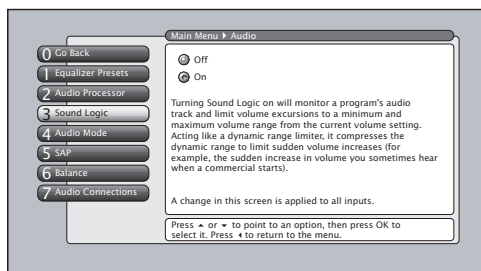 Main Menu ▸ Audio
0 Go Back
1 Equalizer Presets
2 Audio Processor
3 Sound Logic
4 Audio Mode
5 SAP
6 Balance
7 Audio Connections
Off
On
Turning Sound Logic on will monitor a program's audio
track and limit volume excursions to a minimum and
maximum volume range from the current volume setting.
Acting like a dynamic range limiter, it compresses the
dynamic range to limit sudden volume increases (for
example, the sudden increase in volume you sometimes hear
when a commercial starts).
A change in this screen is applied to all inputs.
Press ▲ or ▼ to point to an option, then press OK to
select it. Press ◂ to return to the menu.